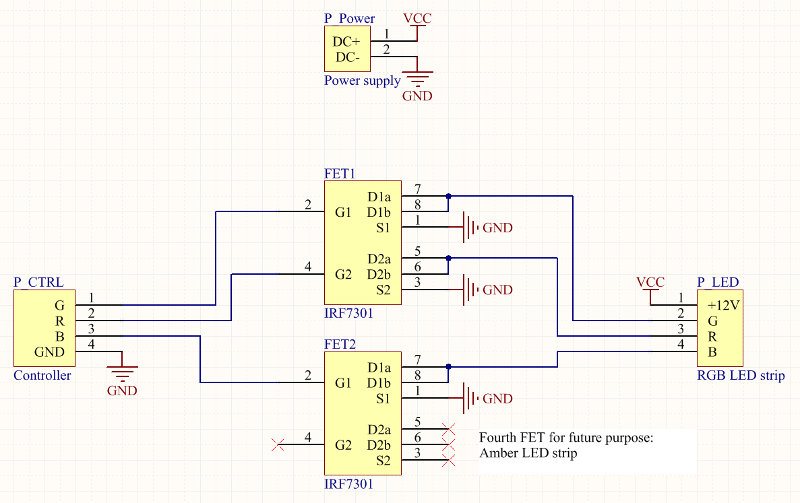 P_Power
VCC
DC+ 1
DC- 2
Power supply
GND
FET1
2 G1
4 G2
D1a 7
D1b 8
S1 1 GND
D2a 5
D2b 6
S2 3 GND
IRF7301
P_CTRL
G 1
R 2
B 3
GND 4
Controller
GND
VCC
P_LED
1 +12V
2 G
3 R
4 B
RGB LED strip
FET2
2 G1
4 G2
D1a 7
D1b 8
S1 1 GND
D2a 5
D2b 6
S2 3
IRF7301
Fourth FET for future purpose:
Amber LED strip